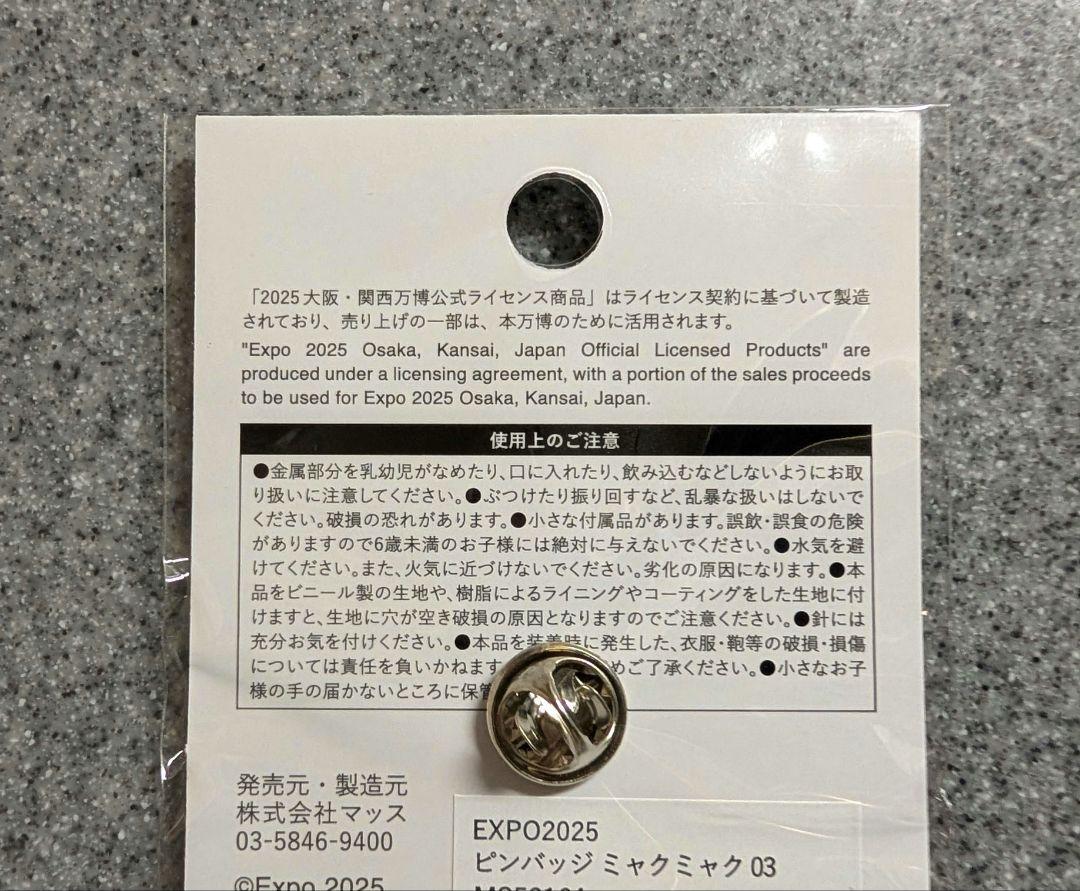 「2025大阪・関西万博公式ライセンス商品」はライセンス契約に基づいて製造
されており、売り上げの一部は、本万博のために活用されます。
"Expo 2025 Osaka, Kansai, Japan Official Licensed Products" are
produced under a licensing agreement, with a portion of the sales proceeds
to be used for Expo 2025 Osaka, Kansai, Japan.
使用上のご注意
●金属部分を乳幼児がなめたり、口に入れたり、飲み込むなどしないようにお取
り扱いに注意してください。●ぶつけたり振り回すなど、乱暴な扱いはしないで
ください。破損の恐れがあります。●小さな付属品があります。誤飲・誤食の危険
がありますので6歳未満のお子様には絶対に与えないでください。●水気を避
けてください。また、火気に近づけないでください。劣化の原因になります。●本
品をビニール製の生地や、樹脂によるライニングやコーティングをした生地に付
けますと、生地に穴が空き破損の原因となりますのでご注意ください。●針には
充分お気を付けください。●本品を装着時に発生した、衣服・鞄等の破損・損傷
については責任を負いかねます めご了承ください。●小さなお子
様の手の届かないところに保管
発売元・製造元
株式会社マッス
03-5846-9400
©Expo 2025
EXPO2025
ピンバッジ ミャクミャク 03